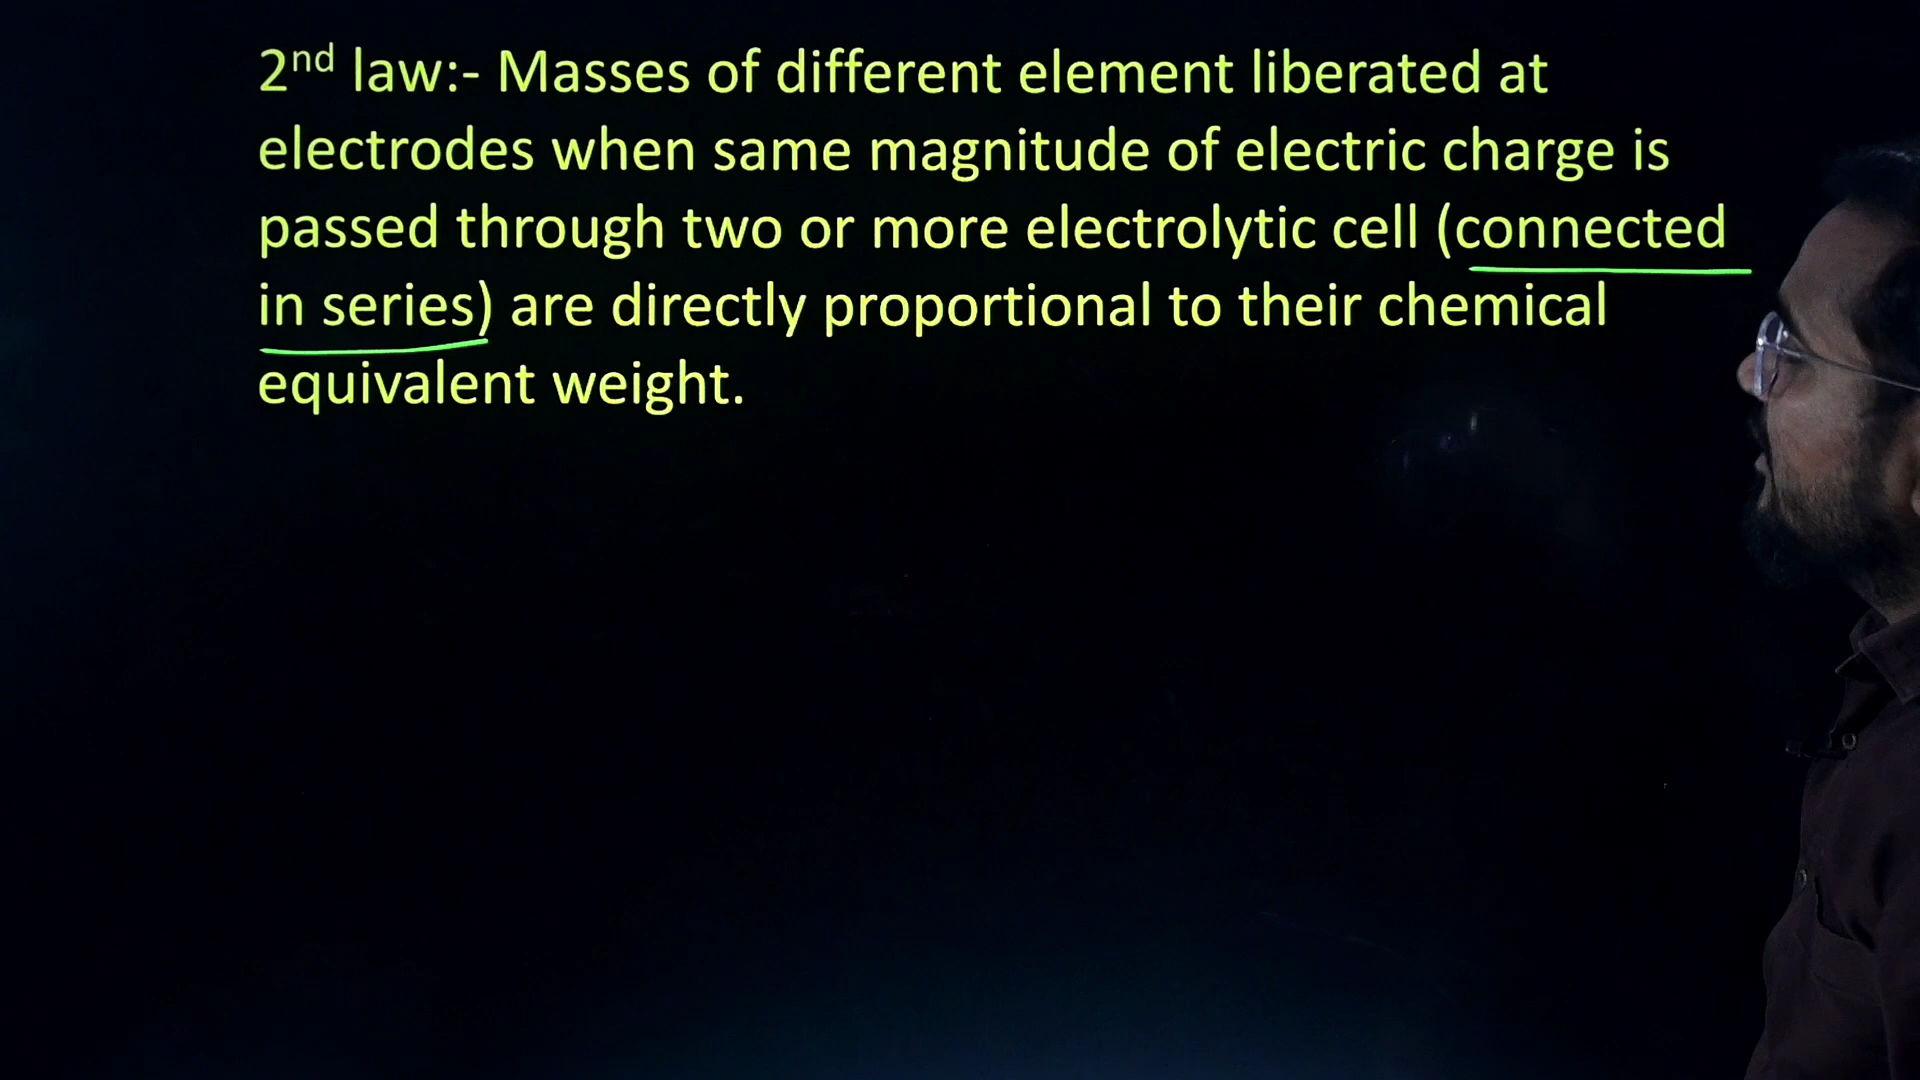 2nd law:- Masses of different element liberated at
electrodes when same magnitude of electric charge is
passed through two or more electrolytic cell (connected
in series) are directly proportional to their chemical
equivalent weight.